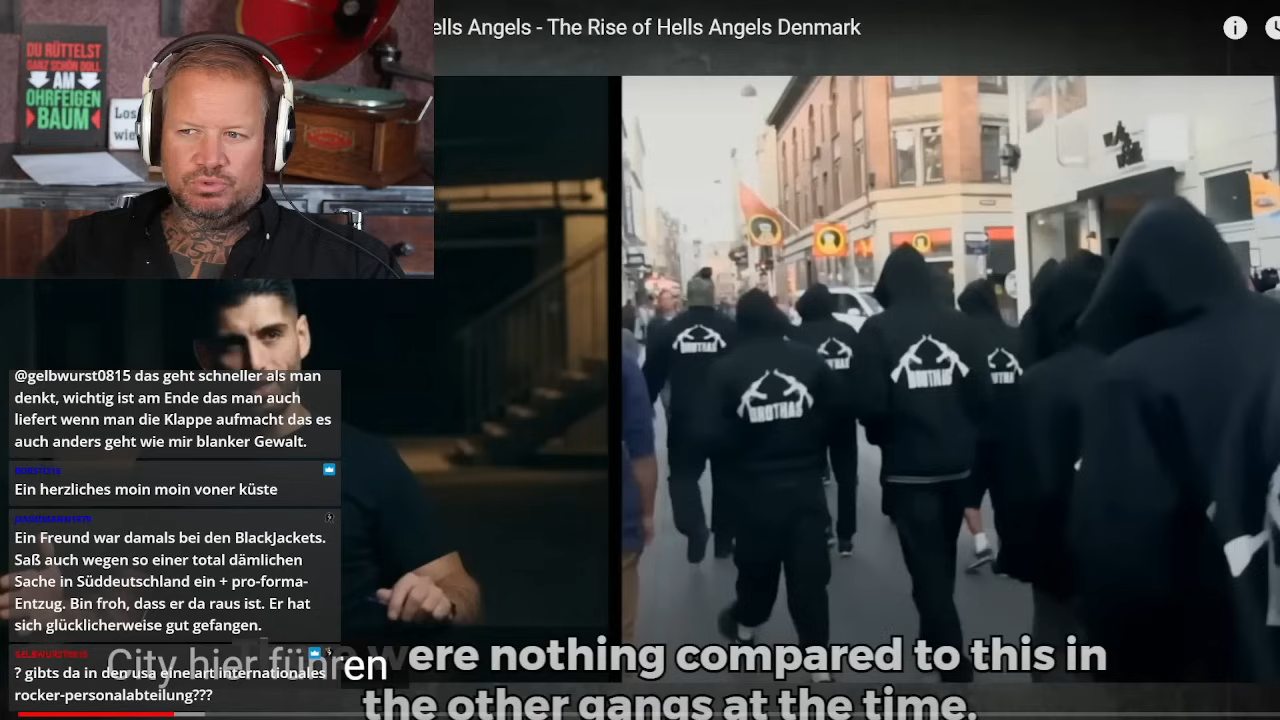 ells Angels - The Rise of Hells Angels Denmark
DU RÜTTELST
GANZ SCHÖN DOLL
AM
OHRFEIGEN
BAUM
Los
wie
BROTHAS
BROTHAS
@gelbwurst0815 das geht schneller als man
denkt, wichtig ist am Ende das man auch
liefert wenn man die Klappe aufmacht das es
auch anders geht wie mir blanker Gewalt.
Ein herzliches moin moin voner küste
Ein Freund war damals bei den BlackJackets.
Saß auch wegen so einer total dämlichen
Sache in Süddeutschland ein + pro-forma-
Entzug. Bin froh, dass er da raus ist. Er hat
sich glücklicherweise gut gefangen.
GELBWURST0815
? gibts da in den usa eine art internationales
rocker-personalabteilung???
City hier führen
were nothing compared to this in
the other gangs at the time.